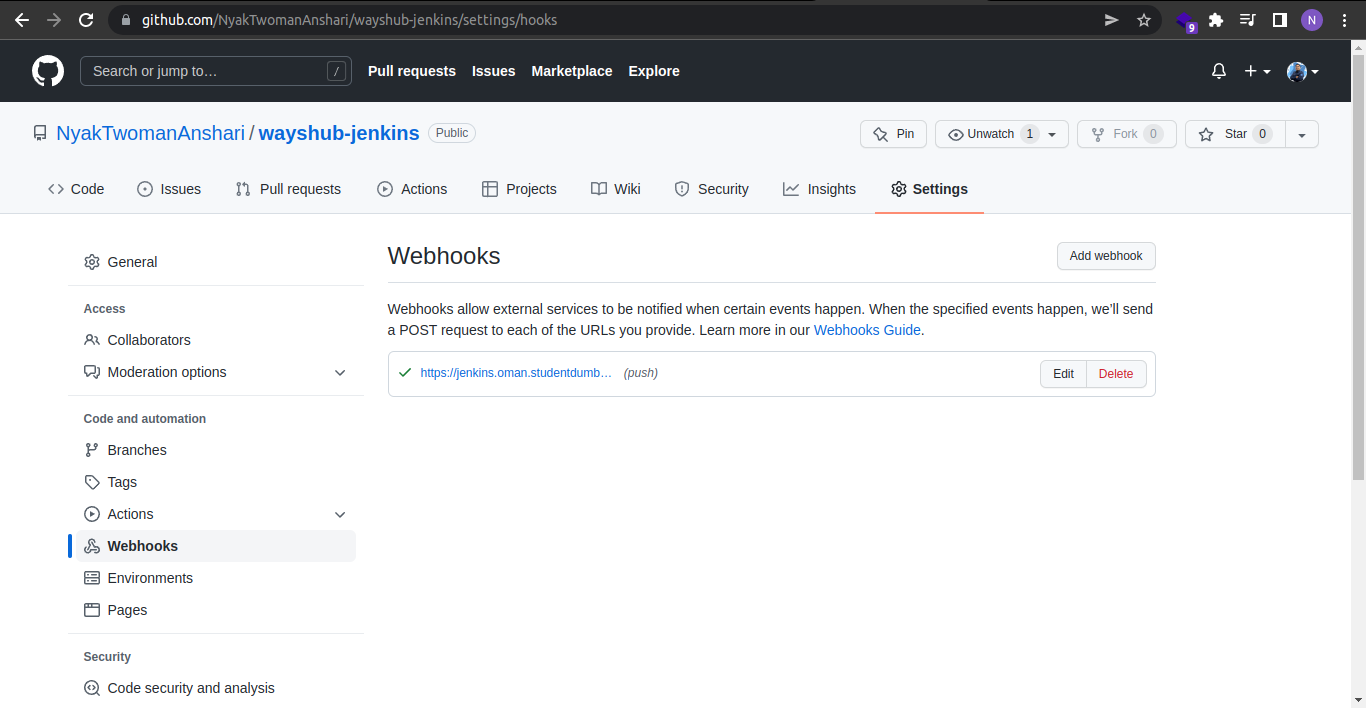 github.com/NyakTwomanAnshari/wayshub-jenkins/settings/hooks
9
N
Search or jump to… /
Pull requests Issues Marketplace Explore
NyakTwomanAnshari / wayshub-jenkins Public
Pin Unwatch 1 Fork 0 Star 0
Code Issues Pull requests Actions Projects Wiki Security Insights Settings
General
Access
Collaborators
Moderation options
Code and automation
Branches
Tags
Actions
Webhooks
Environments
Pages
Security
Code security and analysis
Webhooks
Add webhook
Webhooks allow external services to be notified when certain events happen. When the specified events happen, we’ll send
a POST request to each of the URLs you provide. Learn more in our Webhooks Guide.
https://jenkins.oman.studentdumb… (push)
Edit Delete